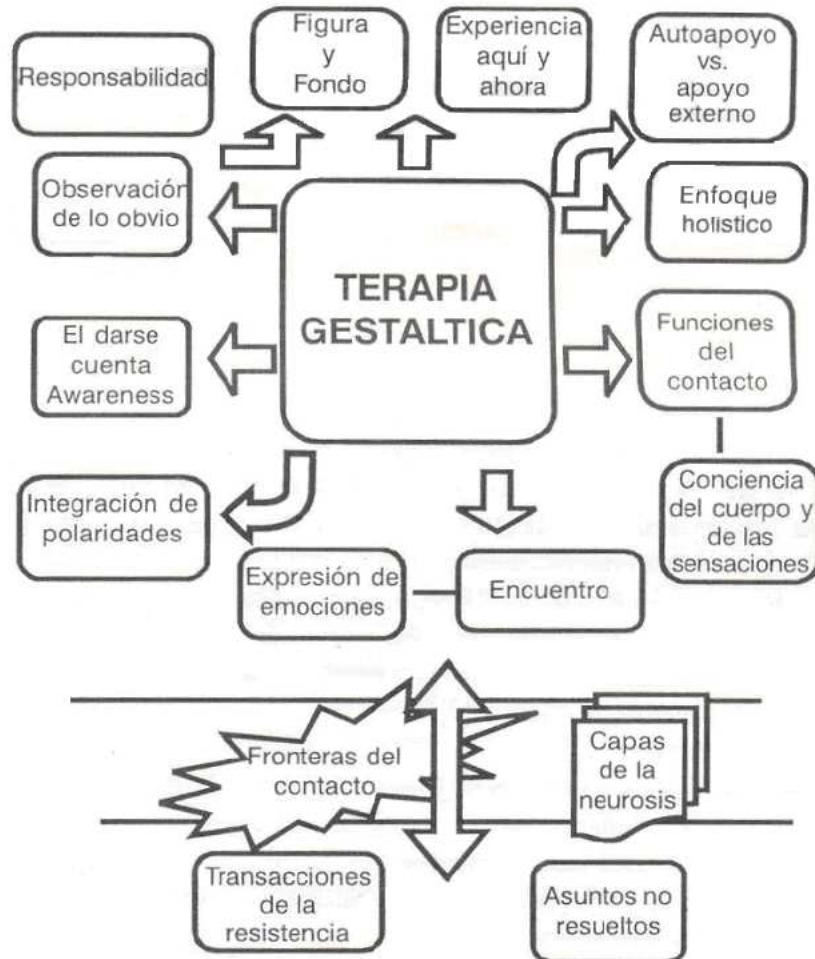 Responsabilidad
Figura
y
Fondo
Experiencia
aquí y
ahora
Autoapoyo
vs.
apoyo
externo
Observación
de lo obvio
Enfoque
holístico
TERAPIA
GESTALTICA
El darse
cuenta
Awareness
Funciones
del
contacto
Integración de
polaridades
Conciencia
del cuerpo y
de las
sensaciones
Expresión de
emociones
Encuentro
Fronteras del
contacto
Capas
de la
neurosis
Transacciones
de la
resistencia
Asuntos no
resueltos